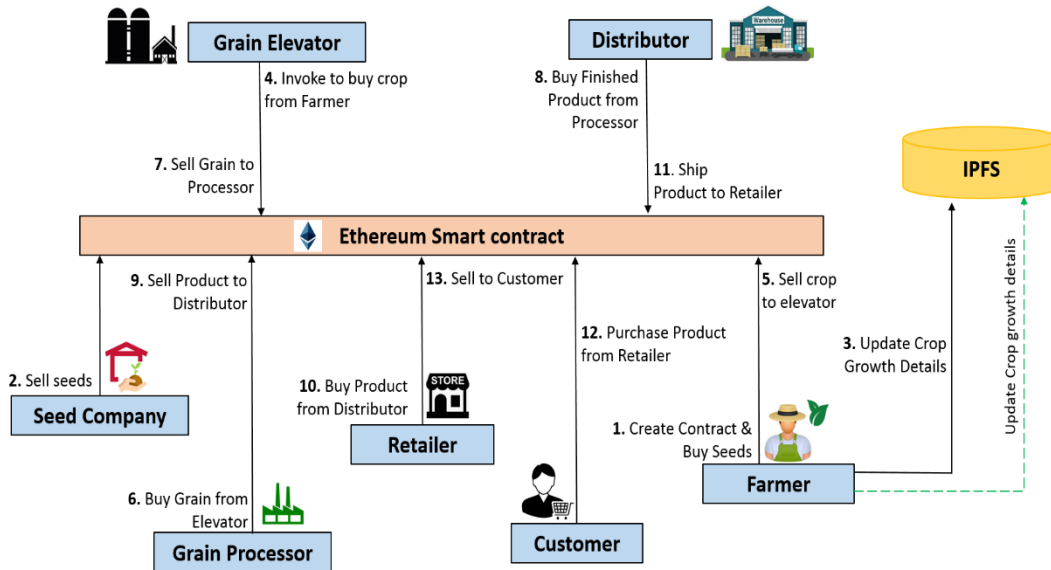 Grain Elevator
Distributor
Warehouse
4. Invoke to buy crop
from Farmer
8. Buy Finished
Product from
Processor
7. Sell Grain to
Processor
11. Ship
Product to Retailer
IPFS
Ethereum Smart contract
9. Sell Product to
Distributor
13. Sell to Customer
5. Sell crop
to elevator
12. Purchase Product
from Retailer
3. Update Crop
Growth Details
Update Crop growth details
2. Sell seeds
Seed Company
10. Buy Product
from Distributor
STORE
Retailer
1. Create Contract &
Buy Seeds
Farmer
6. Buy Grain from
Elevator
Grain Processor
Customer